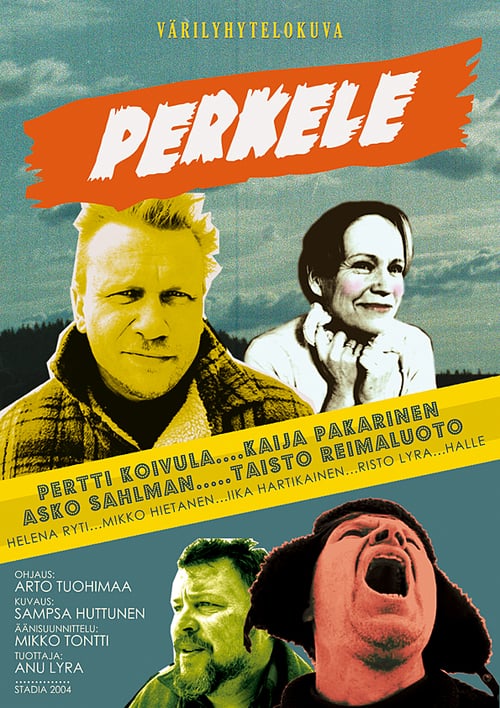 VÄRILYHYTELOKUVA
PERKELE
PERTTI KOIVULA....KAIJA PAKARINEN
ASKO SAHLMAN.....TAISTO REIMALUOTO
HELENA RYTI...MIKKO HIETANEN...IIKA HARTIKAINEN...RISTO LYRA...HALLE
OHJAUS:
ARTO TUOHIMAA
KUVAUS:
SAMPSA HUTTUNEN
ÄÄNISUUNNITTELU:
MIKKO TONTTI
TUOTTAJA:
ANU LYRA
..............
STADIA 2004